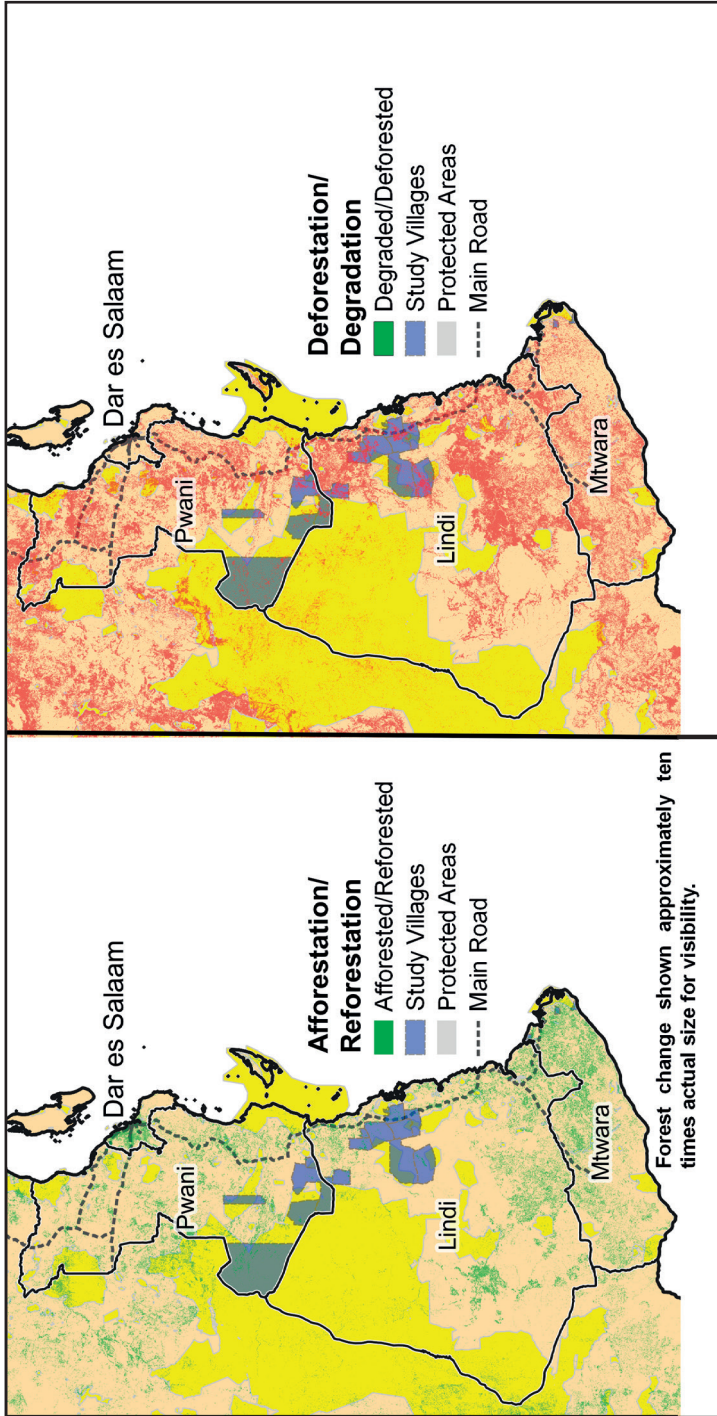 Dar es Salaam
Pwani
Lindi
Mtwara
Afforestation/
Reforestation
Afforested/Reforested
Study Villages
Protected Areas
Main Road
Forest change shown approximately ten
times actual size for visibility.
Dar es Salaam
Pwani
Lindi
Mtwara
Deforestation/
Degradation
Degraded/Deforested
Study Villages
Protected Areas
Main Road